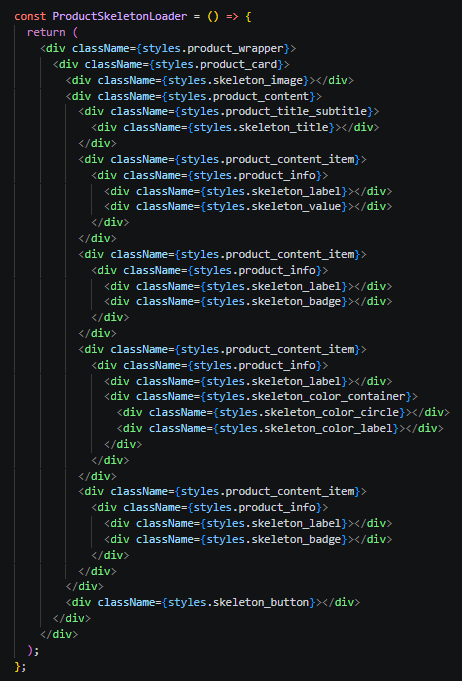 const ProductSkeletonLoader = () => {
  return (
    <div className={styles.product_wrapper}>
      <div className={styles.product_card}>
        <div className={styles.skeleton_image}></div>
        <div className={styles.product_content}>
          <div className={styles.product_title_subtitle}>
            <div className={styles.skeleton_title}></div>
          </div>
          <div className={styles.product_content_item}>
            <div className={styles.product_info}>
              <div className={styles.skeleton_label}></div>
              <div className={styles.skeleton_value}></div>
            </div>
          </div>
          <div className={styles.product_content_item}>
            <div className={styles.product_info}>
              <div className={styles.skeleton_label}></div>
              <div className={styles.skeleton_badge}></div>
            </div>
          </div>
          <div className={styles.product_content_item}>
            <div className={styles.product_info}>
              <div className={styles.skeleton_label}></div>
              <div className={styles.skeleton_color_container}>
                <div className={styles.skeleton_color_circle}></div>
                <div className={styles.skeleton_color_label}></div>
              </div>
            </div>
          </div>
          <div className={styles.product_content_item}>
            <div className={styles.product_info}>
              <div className={styles.skeleton_label}></div>
              <div className={styles.skeleton_badge}></div>
            </div>
          </div>
        </div>
        <div className={styles.skeleton_button}></div>
      </div>
    </div>
  );
};